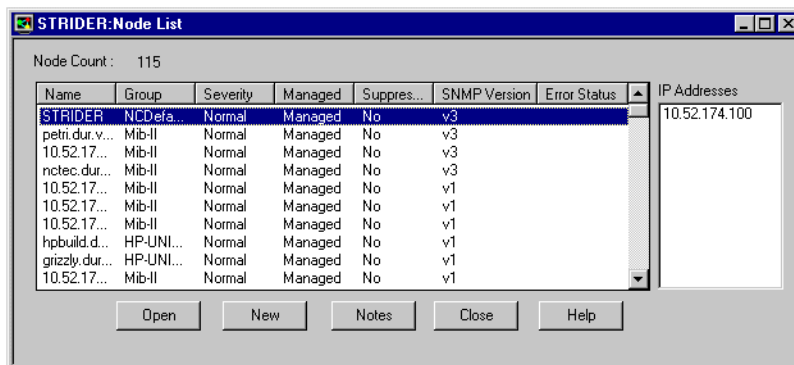 STRIDER:Node List
Node Count : 115
Name Group Severity Managed Suppres... SNMP Version Error Status IP Addresses
STRIDER NCDefa... Normal Managed No v3 10.52.174.100
petri.dur.v... Mib-II Normal Managed No v3
10.52.17... Mib-II Normal Managed No v3
nctec.dur... Mib-II Normal Managed No v3
10.52.17... Mib-II Normal Managed No v1
10.52.17... Mib-II Normal Managed No v1
10.52.17... Mib-II Normal Managed No v1
hpbuild.d... HP-UNI... Normal Managed No v1
grizzly.dur... HP-UNI... Normal Managed No v1
10.52.17... Mib-II Normal Managed No v1
Open New Notes Close Help